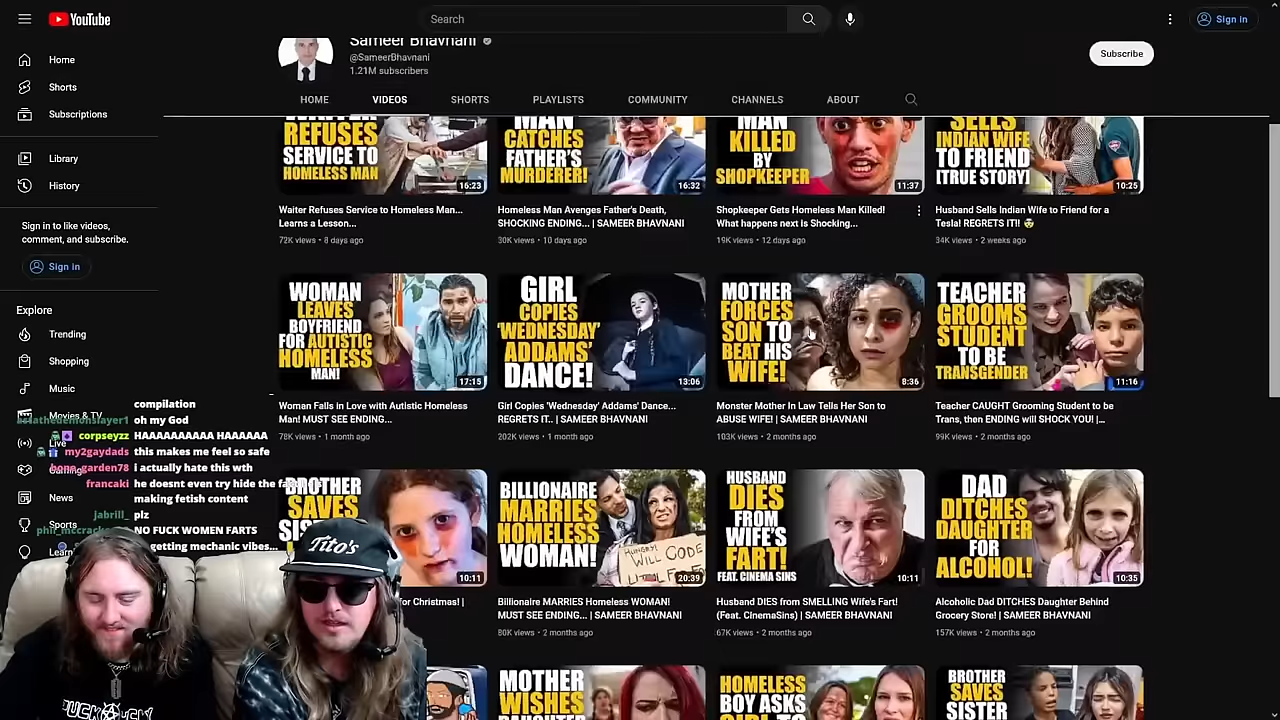 YouTube
Search
Sign in
Home
Shorts
Subscriptions
Library
History
Sign in to like videos,
comment, and subscribe.
Sign in
Explore
Trending
Shopping
Music
Movies & TV
Live
News
Sports
Sameer Bhavnani
@SameerBhavnani
1.21M subscribers
Subscribe
HOME
VIDEOS
SHORTS
PLAYLISTS
COMMUNITY
CHANNELS
ABOUT
WAITER
REFUSES
SERVICE TO
HOMELESS MAN
16:23
Waiter Refuses Service to Homeless Man...
Learns a Lesson...
72K views • 8 days ago
MAN
CATCHES
FATHER'S
MURDERER!
16:32
Homeless Man Avenges Father's Death,
SHOCKING ENDING... | SAMEER BHAVNANI
30K views • 10 days ago
MAN
KILLED
BY
SHOPKEEPER
11:37
Shopkeeper Gets Homeless Man Killed!
What happens next is Shocking...
19K views • 12 days ago
SELLS
INDIAN WIFE
TO FRIEND
(TRUE STORY)
10:25
Husband Sells Indian Wife to Friend for a
Tesla! REGRETS IT!! 🤯
34K views • 2 weeks ago
WOMAN
LEAVES
BOYFRIEND
FOR AUTISTIC
HOMELESS
MAN!
17:15
Woman Falls in Love with Autistic Homeless
Man! MUST SEE ENDING...
78K views • 1 month ago
GIRL
COPIES
'WEDNESDAY'
ADDAMS'
DANCE!
13:06
Girl Copies 'Wednesday' Addams' Dance...
REGRETS IT.. | SAMEER BHAVNANI
202K views • 1 month ago
MOTHER
FORCES
SON TO
BEAT HIS
WIFE!
8:36
Monster Mother In Law Tells Her Son to
ABUSE WIFE! | SAMEER BHAVNANI
103K views • 2 months ago
TEACHER
GROOMS
STUDENT
TO BE
TRANSGENDER
11:16
Teacher CAUGHT Grooming Student to be
Trans, then ENDING will SHOCK YOU! |...
99K views • 2 months ago
compilation
oh my God
corpseyzz HAAAAAAAAAA HAAAAAA
my2gaydads this makes me feel so safe
bone_garden78 i actually hate this wth
francaki he doesnt even try hide the
making fetish content
jabrill_ plz
NO FUCK WOMEN FARTS
getting mechanic vibes...
BROTHER
SAVES
10:11
for Christmas! |
BILLIONAIRE
MARRIES
HOMELESS
WOMAN!
HUNGRY!
WILL CODE
20:39
Billionaire MARRIES Homeless WOMAN!
MUST SEE ENDING... | SAMEER BHAVNANI
80K views • 2 months ago
HUSBAND
DIES
FROM
WIFE'S
FART!
FEAT. CINEMA SINS
10:11
Husband DIES from SMELLING Wife's Fart!
(Feat. CinemaSins) | SAMEER BHAVNANI
67K views • 2 months ago
DAD
DITCHES
DAUGHTER
FOR
ALCOHOL!
10:35
Alcoholic Dad DITCHES Daughter Behind
Grocery Store! | SAMEER BHAVNANI
157K views • 2 months ago
Tito's
MOTHER
WISHES
HOMELESS
BOY ASKS
BROTHER
SAVES
SISTER